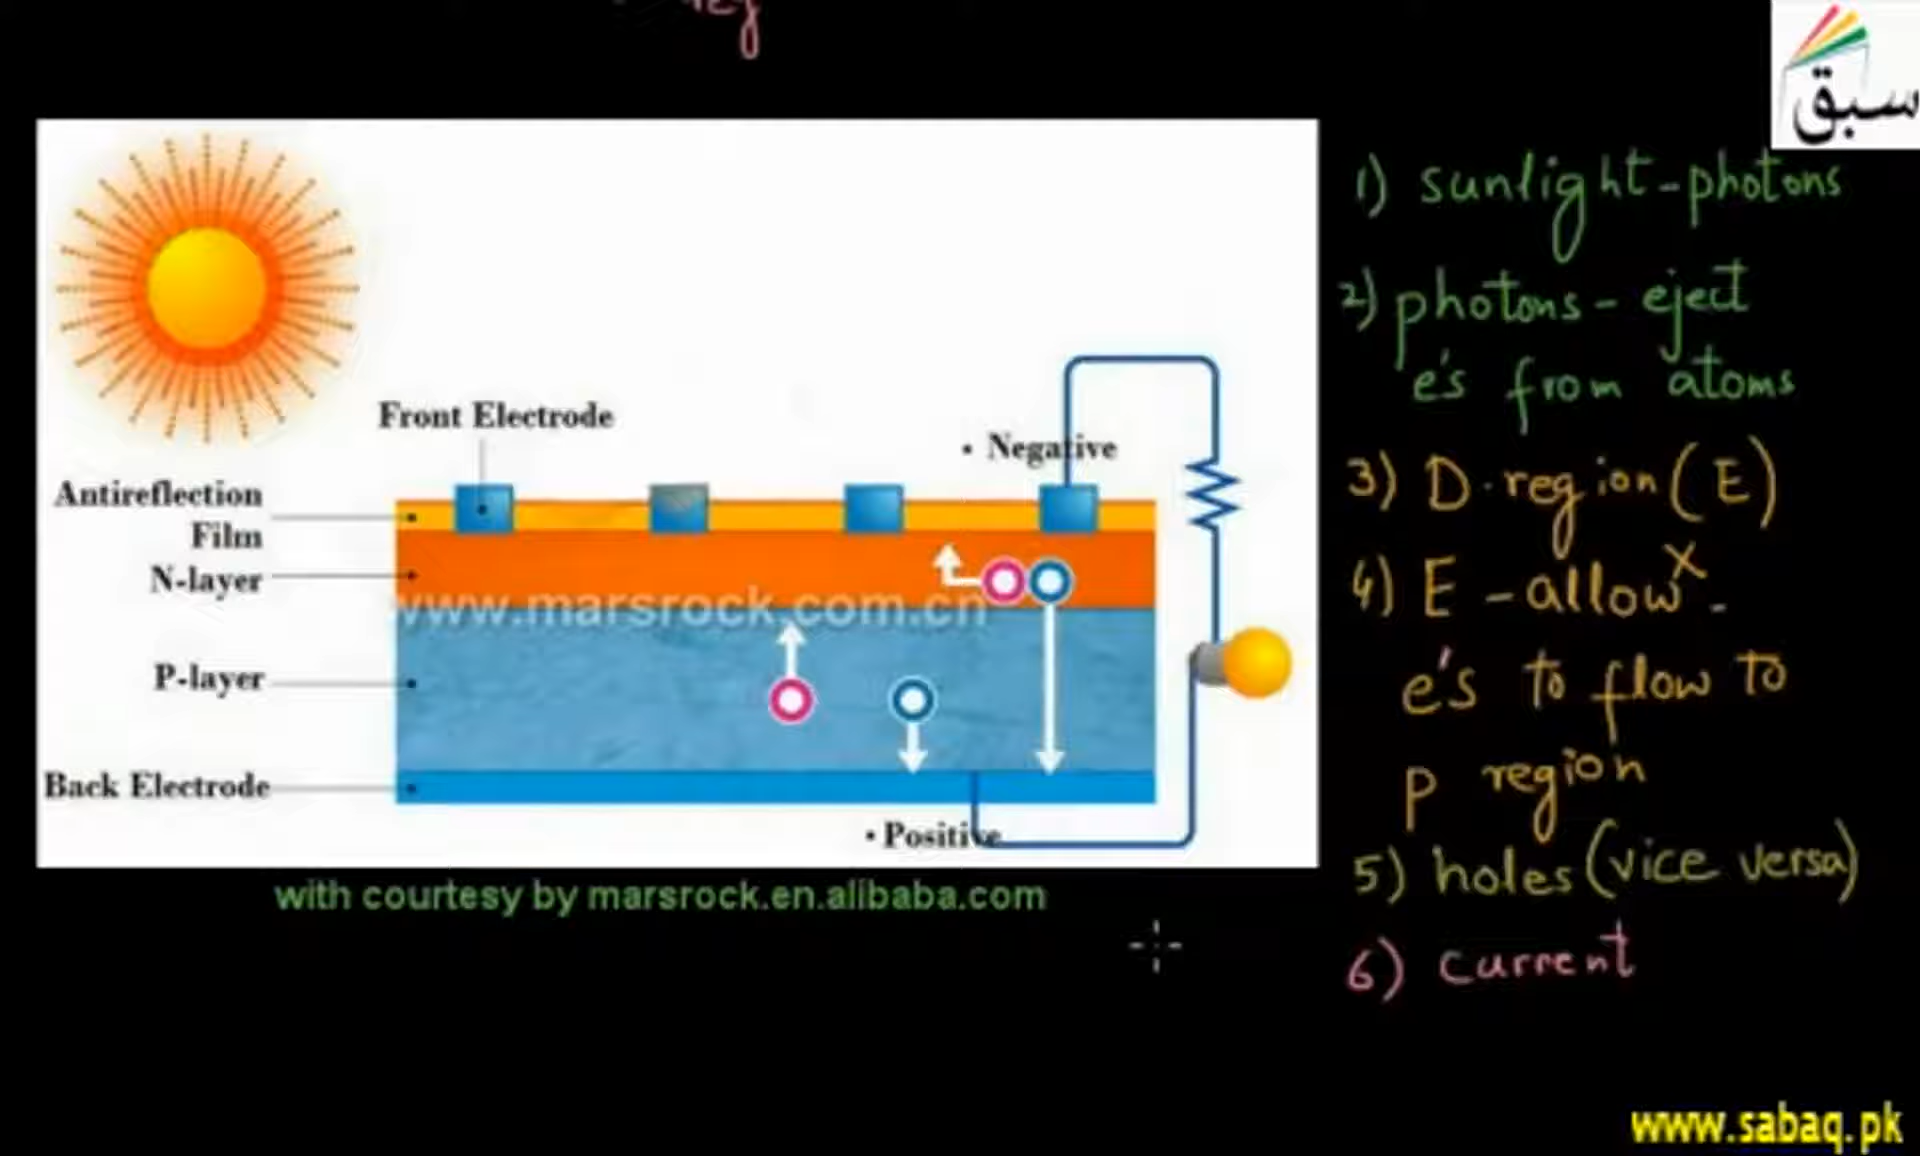 سبق
Front Electrode
• Negative
Antireflection
Film
N-layer
www.marsrock.com.cn
P-layer
Back Electrode
• Positive
with courtesy by marsrock.en.alibaba.com
1) sunlight - photons
2) photons - eject
e's from atoms
3) D.region (E)
4) E - allow x -
e's to flow to
p region
5) holes (vice versa)
6) current
www.sabaq.pk